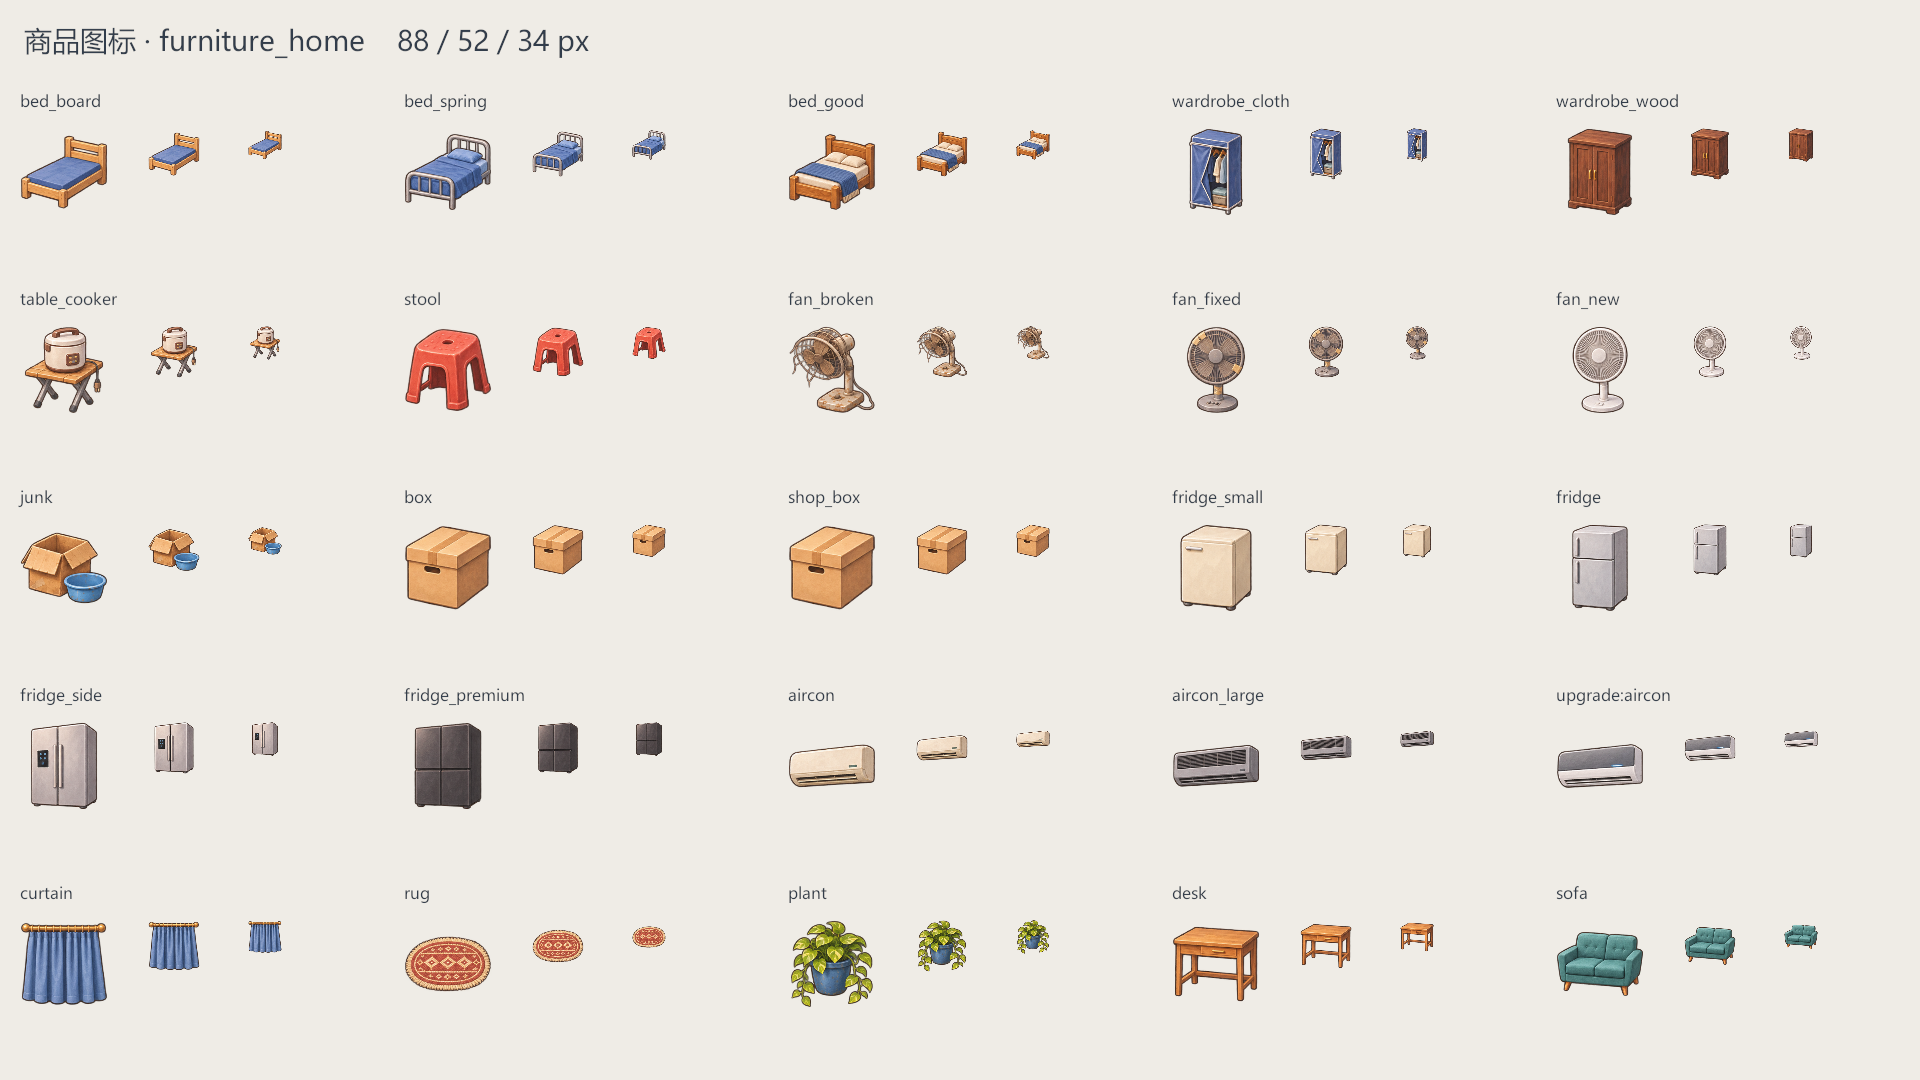 商品图标 · furniture_home 88 / 52 / 34 px
bed_board
bed_spring
bed_good
wardrobe_cloth
wardrobe_wood
table_cooker
stool
fan_broken
fan_fixed
fan_new
junk
box
shop_box
fridge_small
fridge
fridge_side
fridge_premium
aircon
aircon_large
upgrade:aircon
curtain
rug
plant
desk
sofa